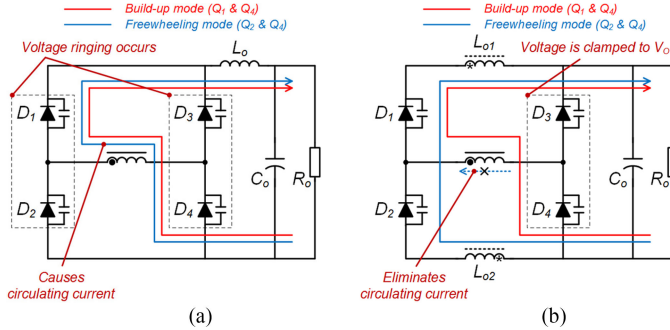 Build-up mode (Q1 & Q4)
Freewheeling mode (Q2 & Q4)
Voltage ringing occurs
Lo
D1
D3
D2
D4
Co
Ro
Causes
circulating current
(a)
Build-up mode (Q1 & Q4)
Freewheeling mode (Q2 & Q4)
Lo1
Voltage is clamped to VO
*
D1
D3
D2
D4
Co
Ro
Eliminates
circulating current
Lo2
*
(b)